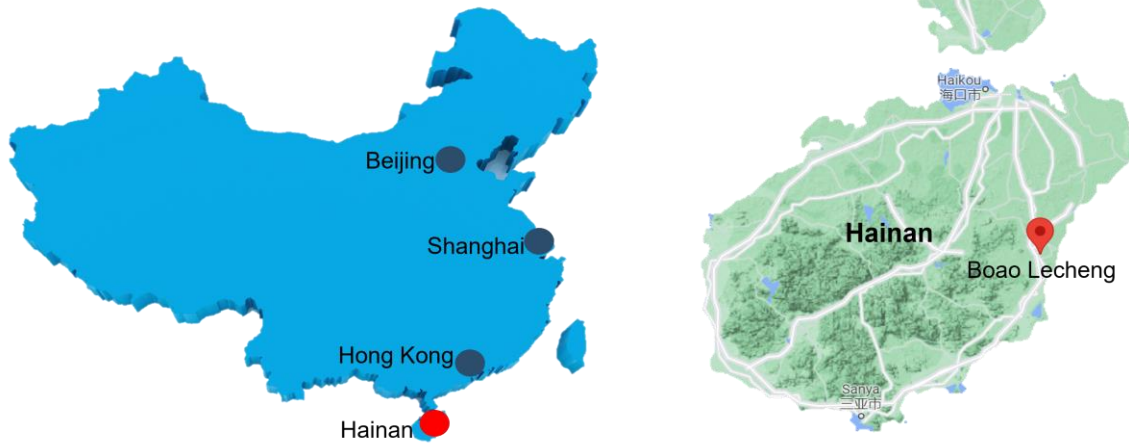 Beijing
Shanghai
Hong Kong
Hainan
Haikou
海口市
Hainan
Boao Lecheng
Sanya
三亚市